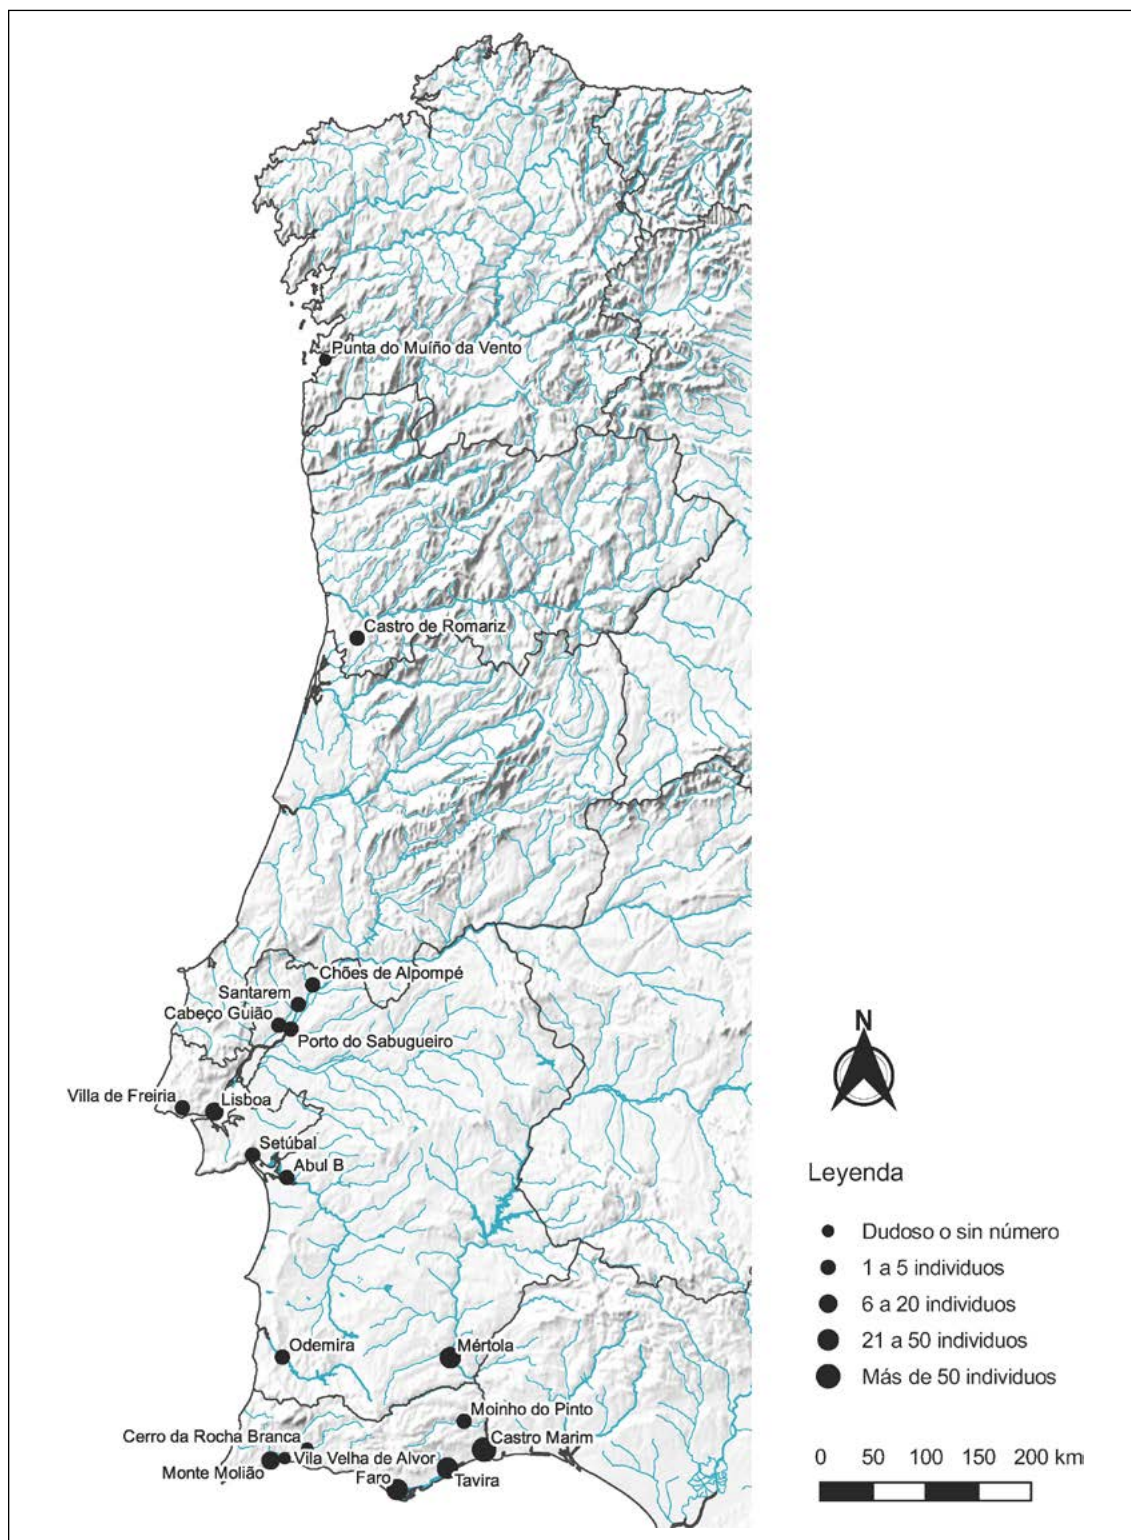 Punta do Muíño da Vento
Castro de Romariz
Chões de Alpompé
Santarem
Cabeço Guião
Porto do Sabugueiro
Villa de Freiria
Lisboa
Setúbal
Abul B
Odemira
Mértola
Moinho do Pinto
Cerro da Rocha Branca
Castro Marim
Vila Velha de Alvor
Monte Molião
Faro
Tavira
N
Leyenda
Dudoso o sin número
1 a 5 individuos
6 a 20 individuos
21 a 50 individuos
Más de 50 individuos
0 50 100 150 200 km